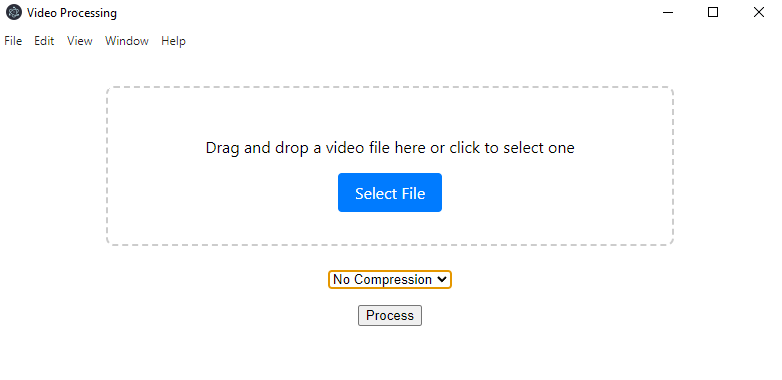 Video Processing
File Edit View Window Help
Drag and drop a video file here or click to select one
Select File
No Compression
Process